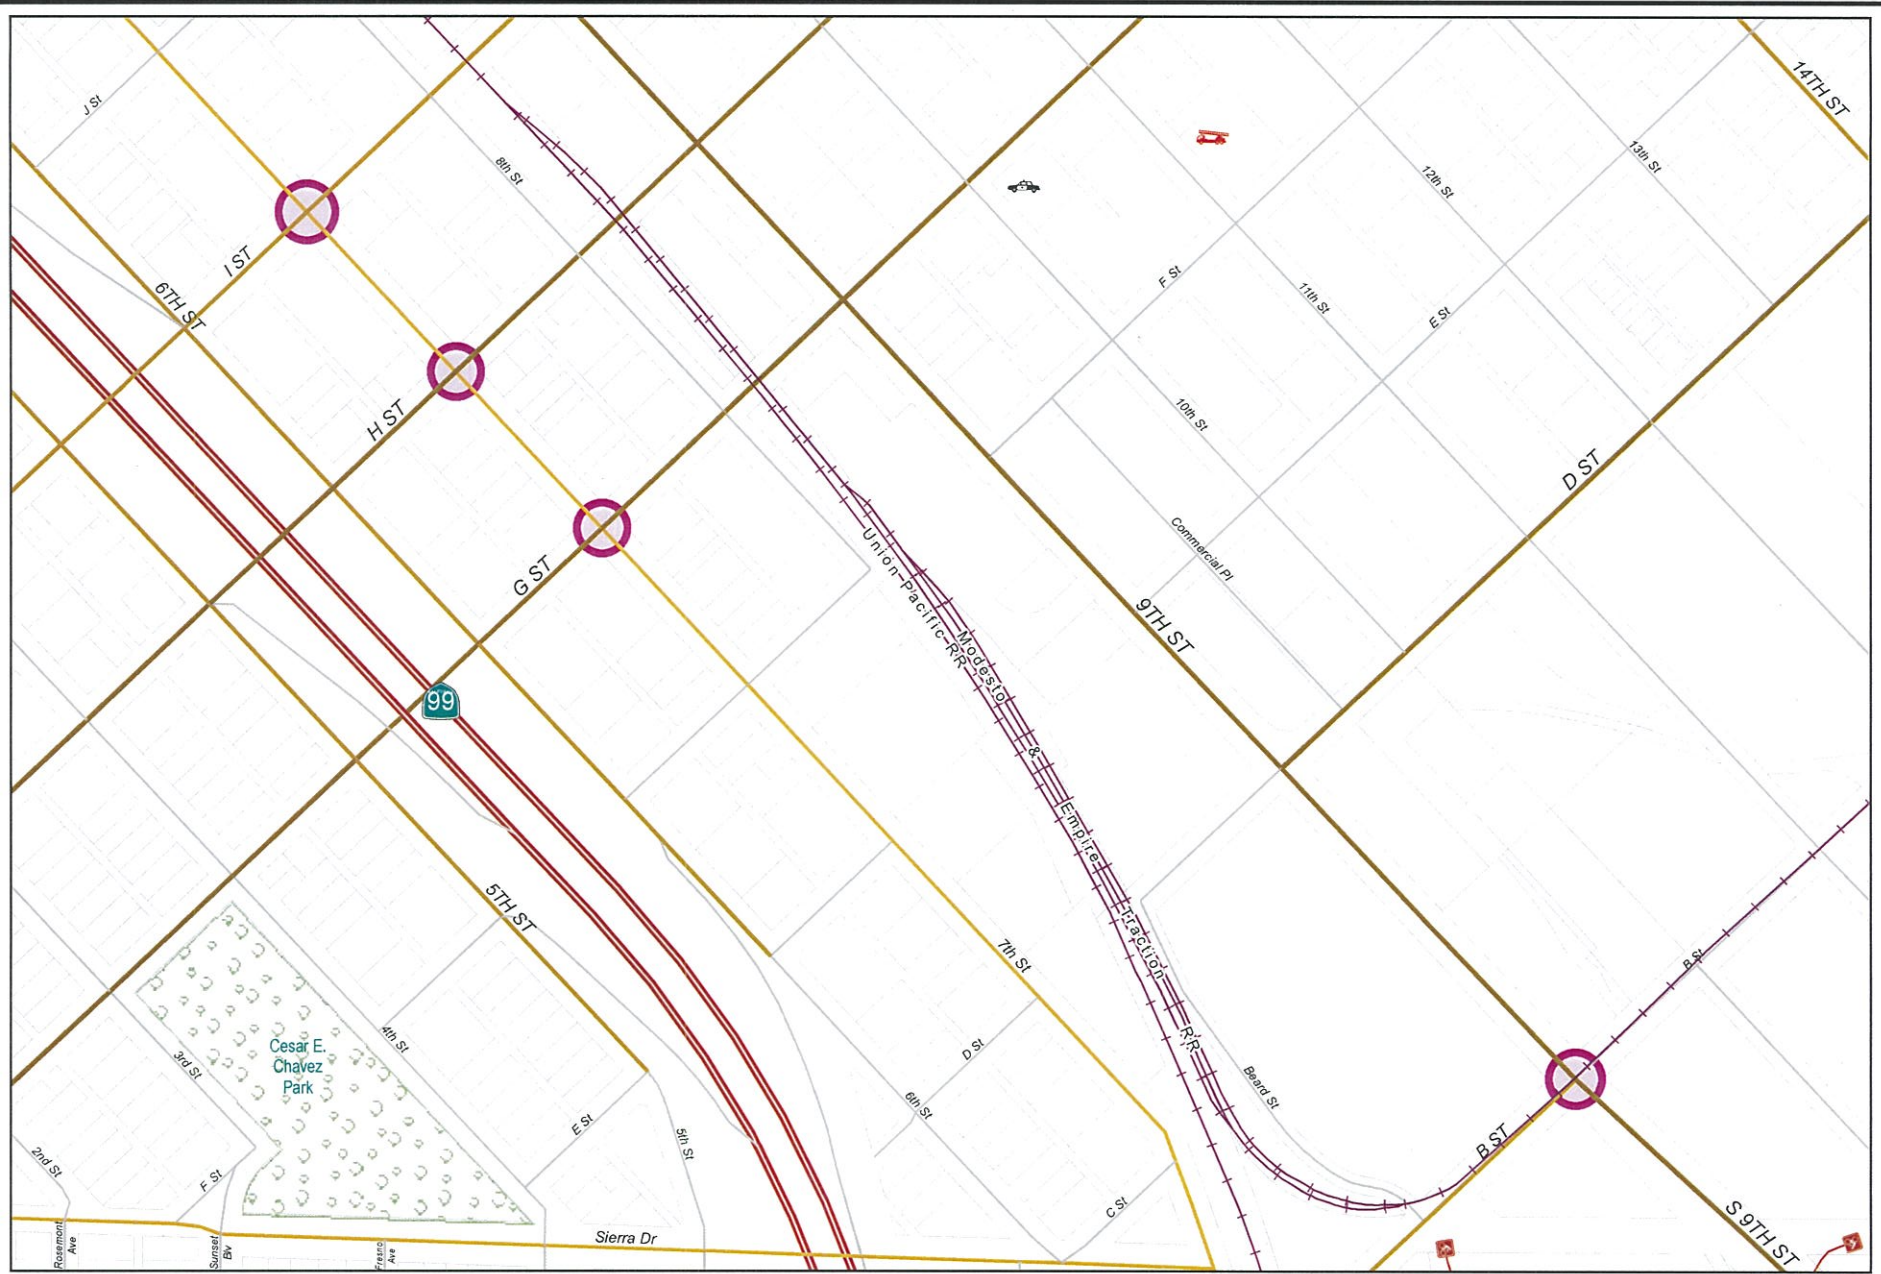 14TH ST
J St
13th St
8th St
12th St
I ST
F St
6TH ST
11th St
E St
H ST
10th St
D ST
Commercial Pl
G ST
Union Pacific RR
9TH ST
Modesto & Empire Traction RR
99
5TH ST
7th St
B St
4th St
Cesar E.
Chavez
Park
D St
3rd St
Beard St
6th St
E St
5th St
B ST
2nd St
F St
C St
S 9TH ST
Sierra Dr
Rosemont
Ave
Sunset
Blv
Fresno
Ave